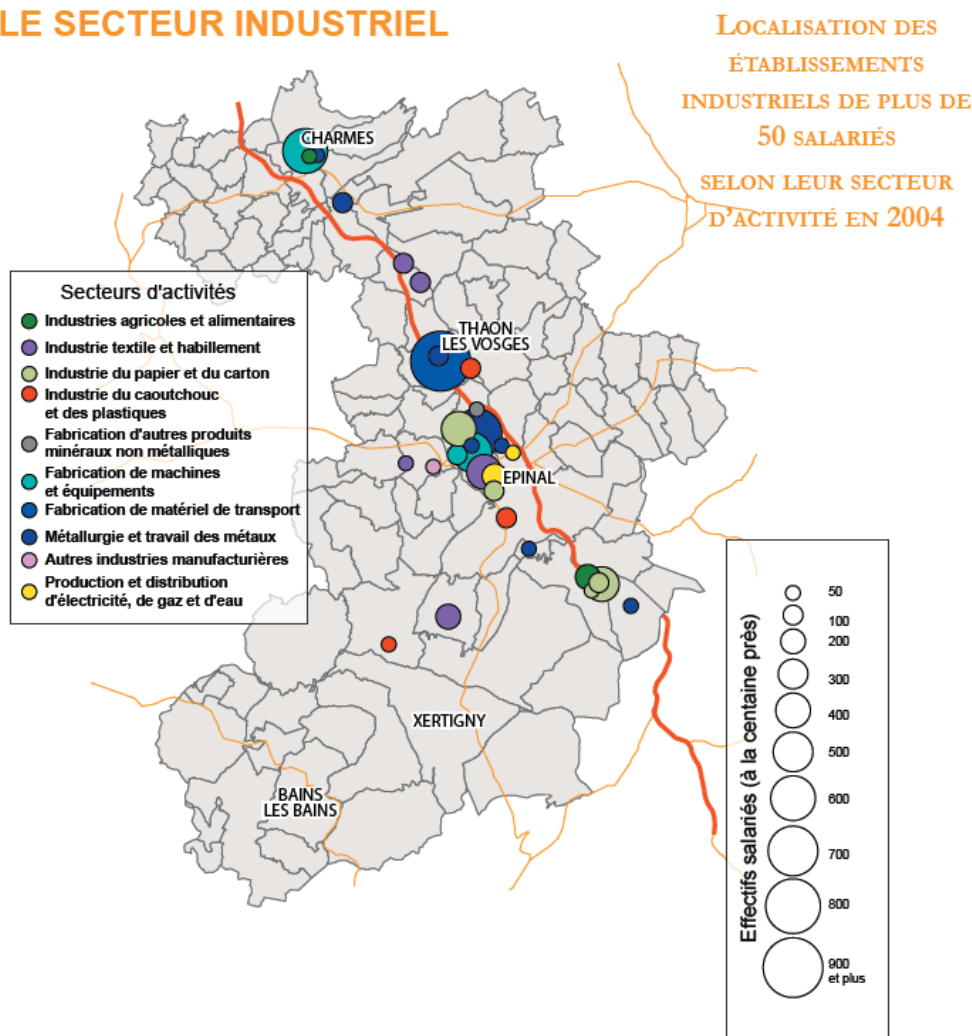 LE SECTEUR INDUSTRIEL
LOCALISATION DES
ÉTABLISSEMENTS
INDUSTRIELS DE PLUS DE
50 SALARIÉS
SELON LEUR SECTEUR
D'ACTIVITÉ EN 2004
CHARMES
THAON
LES VOSGES
EPINAL
XERTIGNY
BAINS
LES BAINS
Secteurs d'activités
Industries agricoles et alimentaires
Industrie textile et habillement
Industrie du papier et du carton
Industrie du caoutchouc
et des plastiques
Fabrication d'autres produits
minéraux non métalliques
Fabrication de machines
et équipements
Fabrication de matériel de transport
Métallurgie et travail des métaux
Autres industries manufacturières
Production et distribution
d'électricité, de gaz et d'eau
Effectifs salariés (à la centaine près)
50
100
200
300
400
500
600
700
800
900
et plus